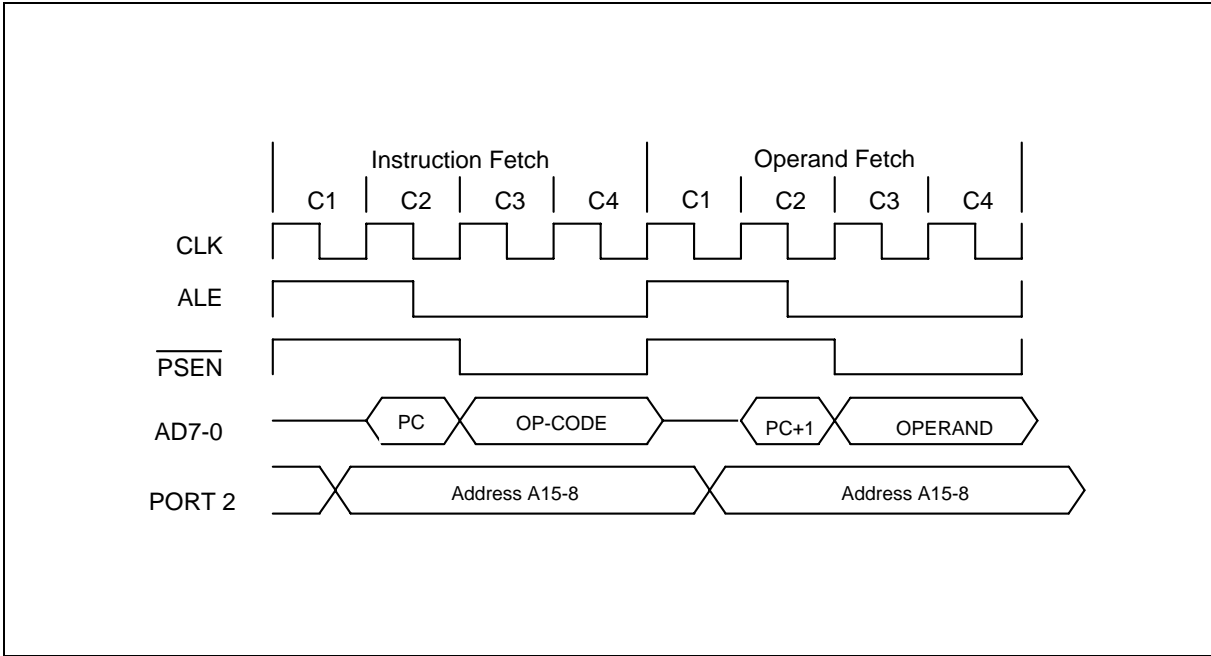 Instruction Fetch Operand Fetch
C1 C2 C3 C4 C1 C2 C3 C4
CLK
ALE
PSEN
AD7-0 PC OP-CODE PC+1 OPERAND
PORT 2 Address A15-8 Address A15-8